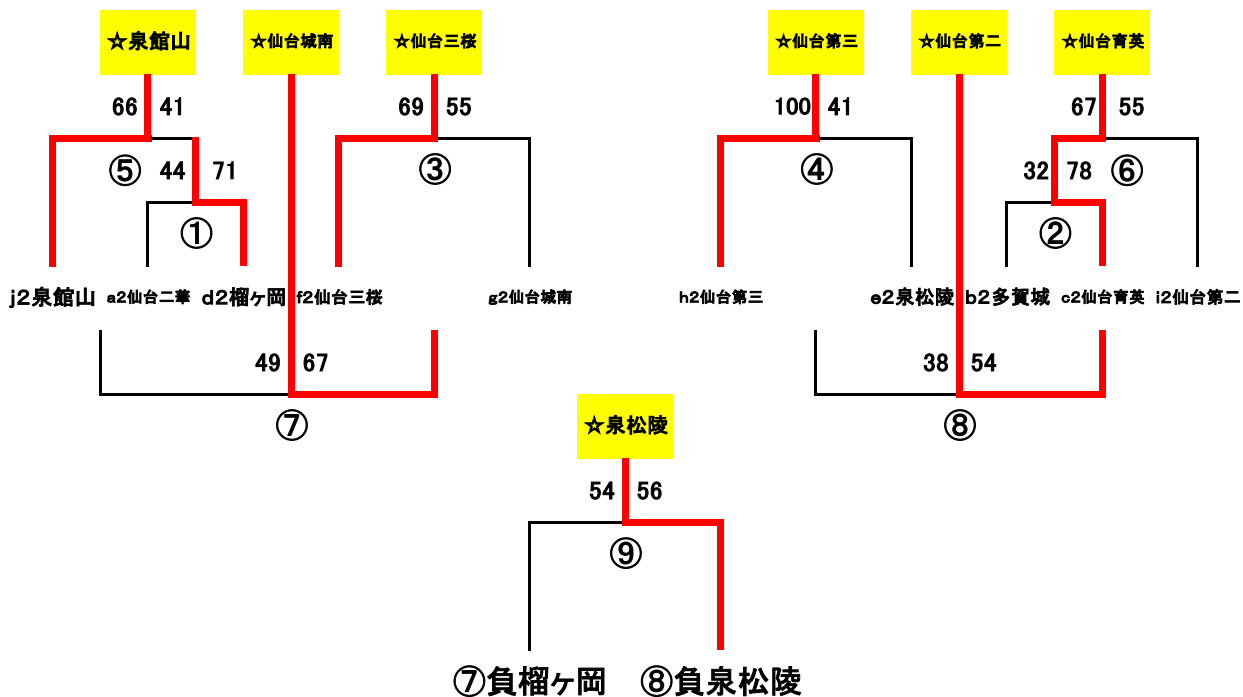 ☆泉館山 ☆仙台城南 ☆仙台三桜 ☆仙台第三 ☆仙台第二 ☆仙台育英
66 41 69 55 100 41 67 55
⑤ 44 71 ③ ④ 32 78 ⑥
① ②
j2泉館山 a2仙台二華 d2榴ヶ岡 f2仙台三桜 g2仙台城南 h2仙台第三 e2泉松陵 b2多賀城 c2仙台育英 i2仙台第二
49 67 38 54
⑦ ☆泉松陵 ⑧
54 56
⑨
⑦負榴ヶ岡 ⑧負泉松陵